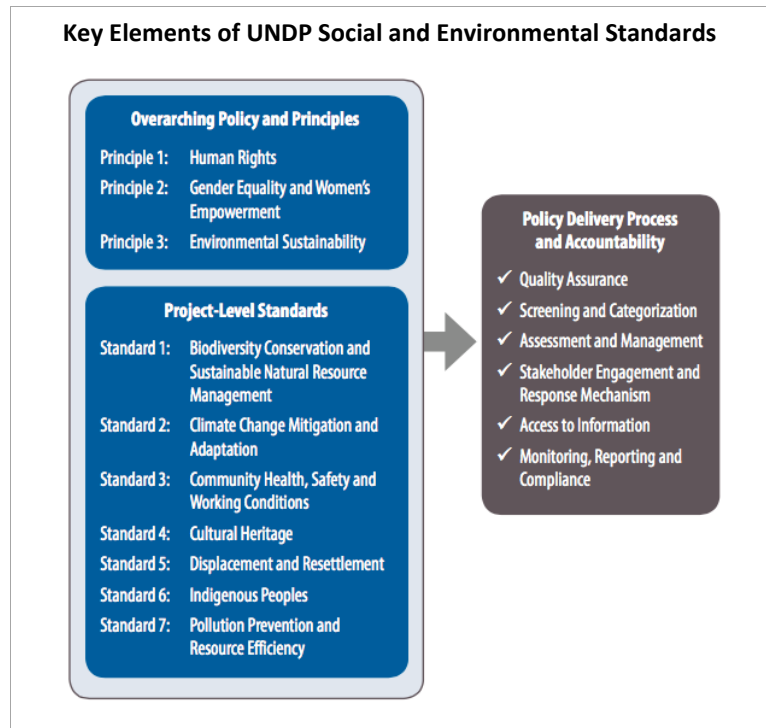 Key Elements of UNDP Social and Environmental Standards
Overarching Policy and Principles
Principle 1: Human Rights
Principle 2: Gender Equality and Women's
Empowerment
Principle 3: Environmental Sustainability
Project-Level Standards
Standard 1: Biodiversity Conservation and
Sustainable Natural Resource
Management
Standard 2: Climate Change Mitigation and
Adaptation
Standard 3: Community Health, Safety and
Working Conditions
Standard 4: Cultural Heritage
Standard 5: Displacement and Resettlement
Standard 6: Indigenous Peoples
Standard 7: Pollution Prevention and
Resource Efficiency
Policy Delivery Process
and Accountability
✓ Quality Assurance
✓ Screening and Categorization
✓ Assessment and Management
✓ Stakeholder Engagement and
Response Mechanism
✓ Access to Information
✓ Monitoring, Reporting and
Compliance